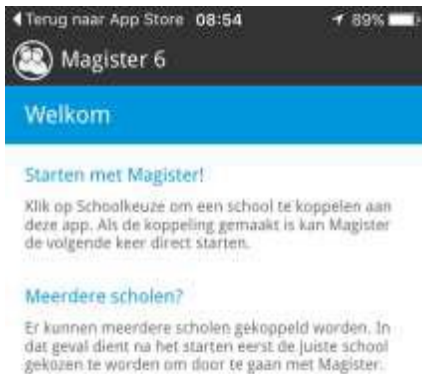 Terug naar App Store 08:54 89%
Magister 6
Welkom
Starten met Magister!
Klik op Schoolkeuze om een school te koppelen aan
deze app. Als de koppeling gemaakt is kan Magister
de volgende keer direct starten.
Meerdere scholen?
Er kunnen meerdere scholen gekoppeld worden. In
dat geval dient na het starten eerst de juiste school
gekozen te worden om door te gaan met Magister.